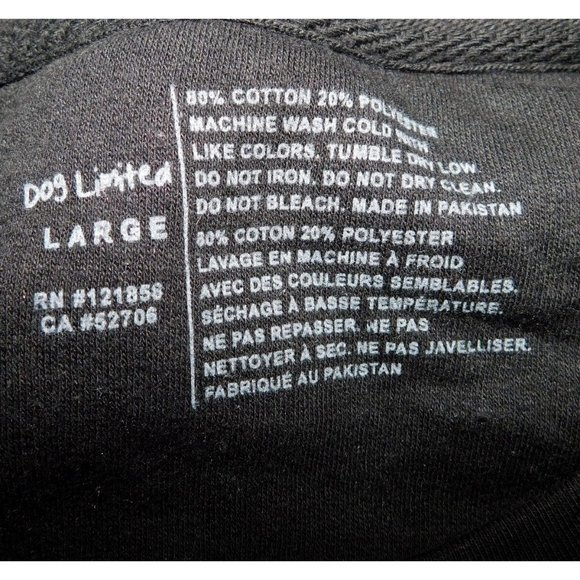 Dog Limited
LARGE
RN #121856
CA #52706
80% COTTON 20% POLYESTER
MACHINE WASH COLD WITH
LIKE COLORS. TUMBLE DRY LOW.
DO NOT IRON. DO NOT DRY CLEAN.
DO NOT BLEACH. MADE IN PAKISTAN
80% COTON 20% POLYESTER
LAVAGE EN MACHINE À FROID
AVEC DES COULEURS SEMBLABLES.
SÉCHAGE À BASSE TEMPÉRATURE.
NE PAS REPASSER. NE PAS
NETTOYER À SEC. NE PAS JAVELLISER.
FABRIQUÉ AU PAKISTAN